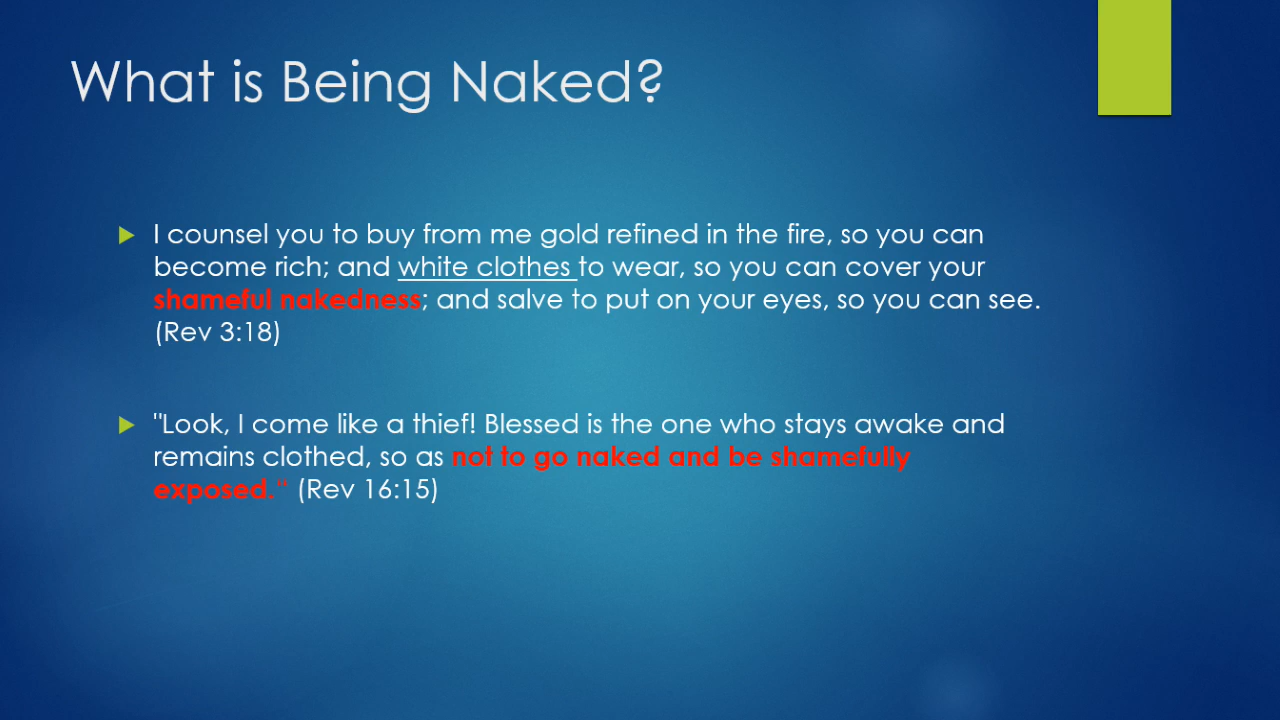 What is Being Naked?
I counsel you to buy from me gold refined in the fire, so you can
become rich; and white clothes to wear, so you can cover your
shameful nakedness; and salve to put on your eyes, so you can see.
(Rev 3:18)
"Look, I come like a thief! Blessed is the one who stays awake and
remains clothed, so as not to go naked and be shamefully
exposed." (Rev 16:15)